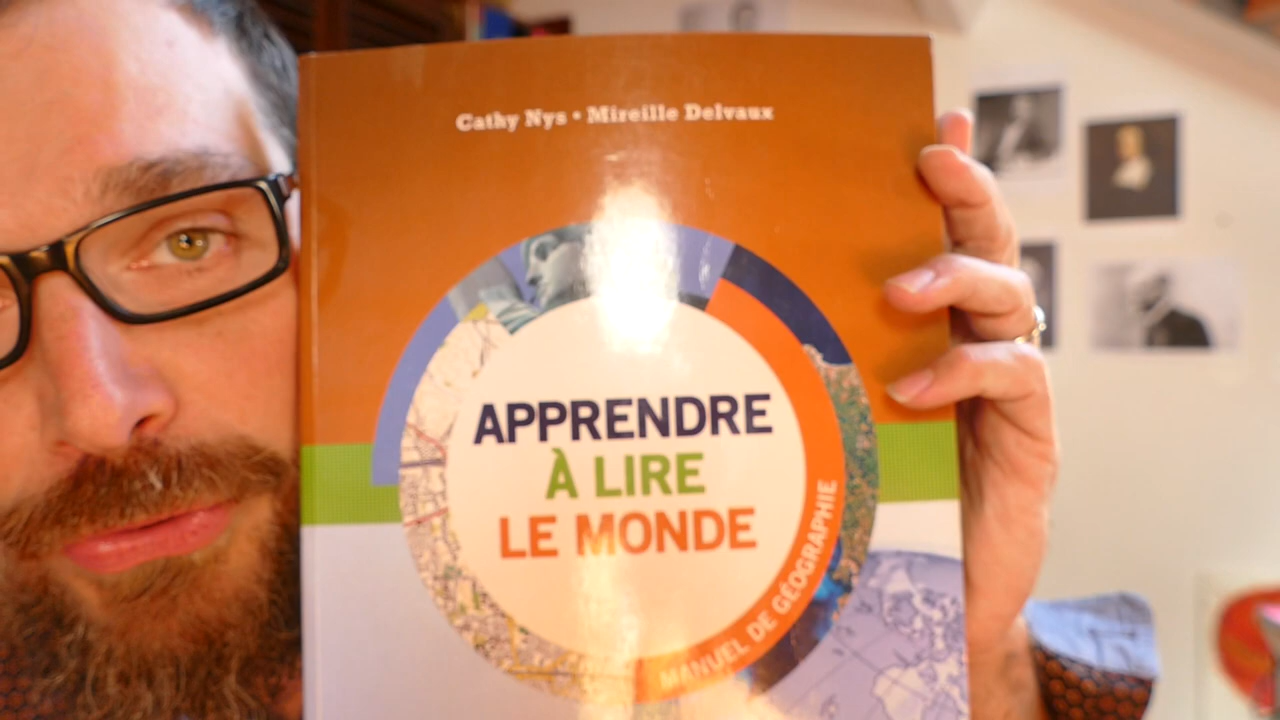 Cathy Nys • Mireille Delvaux
APPRENDRE
À LIRE
LE MONDE
MANUEL DE GÉOGRAPHIE